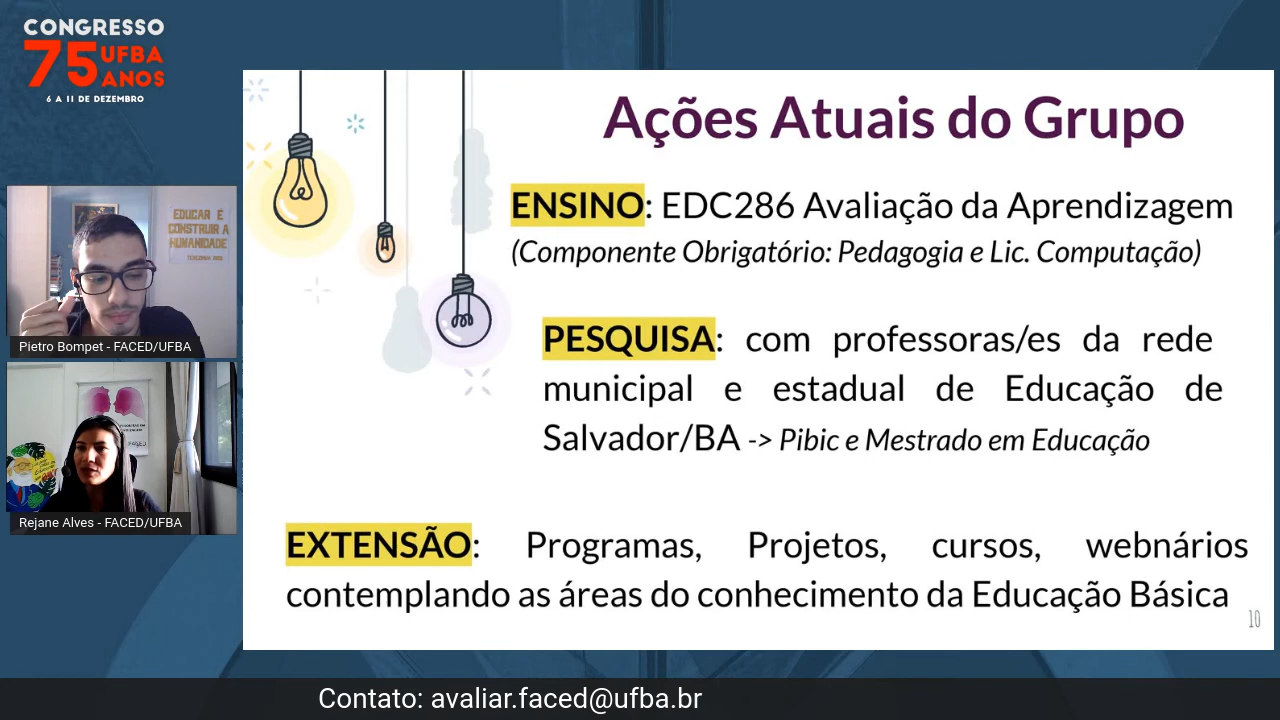 CONGRESSO
75 UFBA
ANOS
6 A 11 DE DEZEMBRO
EDUCAR É
CONSTRUIR A
HUMANIDADE
Pietro Bompet - FACED/UFBA
Rejane Alves - FACED/UFBA
Ações Atuais do Grupo
ENSINO: EDC286 Avaliação da Aprendizagem
(Componente Obrigatório: Pedagogia e Lic. Computação)
PESQUISA: com professoras/es da rede
municipal e estadual de Educação de
Salvador/BA -> Pibic e Mestrado em Educação
EXTENSÃO: Programas, Projetos, cursos, webnários
contemplando as áreas do conhecimento da Educação Básica
10
Contato: avaliar.faced@ufba.br